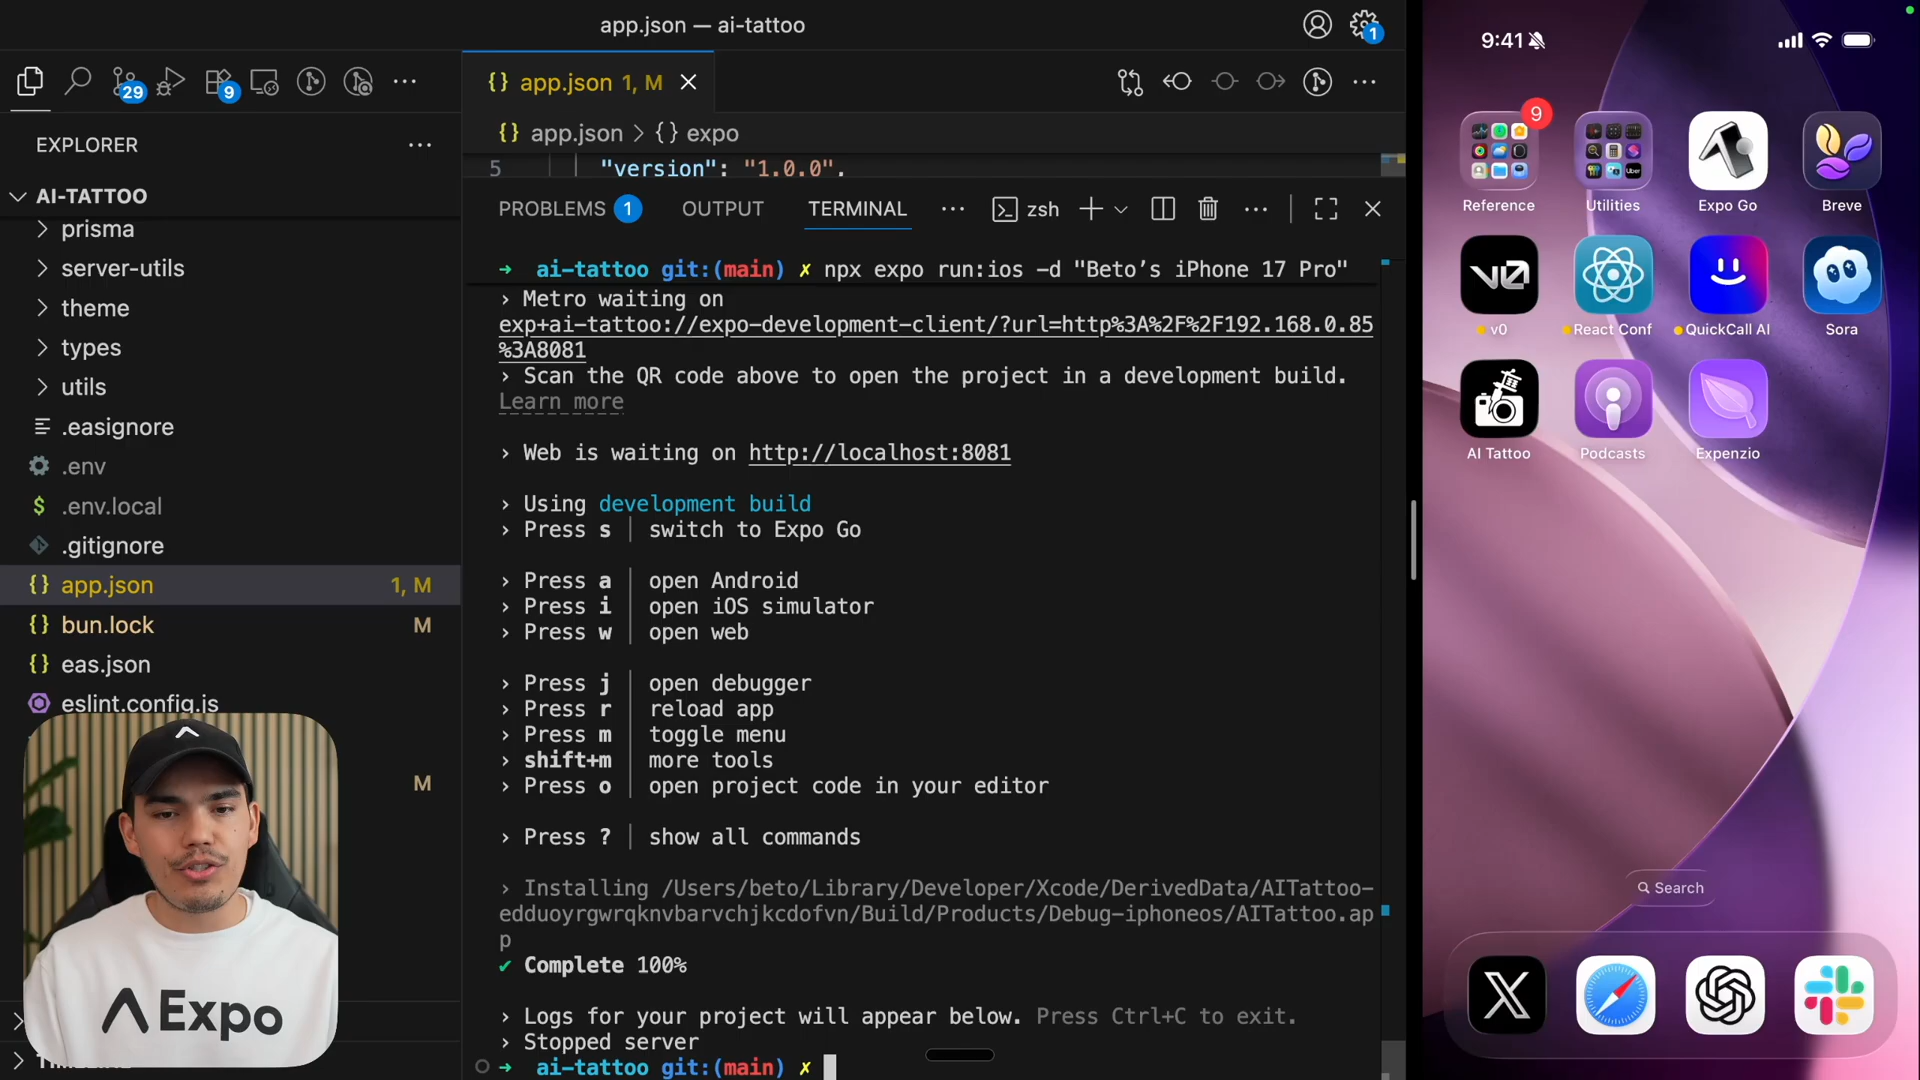 app.json — ai-tattoo
1
29
9
app.json 1, M
EXPLORER
app.json > {} expo
AI-TATTOO
5 "version": "1.0.0",
prisma
server-utils
theme
types
utils
.easignore
.env
.env.local
.gitignore
app.json 1, M
bun.lock M
eas.json
eslint.config.js
M
PROBLEMS 1 OUTPUT TERMINAL zsh
→ ai-tattoo git:(main) ✗ npx expo run:ios -d "Beto’s iPhone 17 Pro"
› Metro waiting on
exp+ai-tattoo://expo-development-client/?url=http%3A%2F%2F192.168.0.85
%3A8081
› Scan the QR code above to open the project in a development build.
Learn more
› Web is waiting on http://localhost:8081
› Using development build
› Press s │ switch to Expo Go
› Press a │ open Android
› Press i │ open iOS simulator
› Press w │ open web
› Press j │ open debugger
› Press r │ reload app
› Press m │ toggle menu
› shift+m │ more tools
› Press o │ open project code in your editor
› Press ? │ show all commands
› Installing /Users/beto/Library/Developer/Xcode/DerivedData/AITattoo-
edduoyrgwrqknvbarvchjkcdofvn/Build/Products/Debug-iphoneos/AITattoo.ap
p
✔ Complete 100%
› Logs for your project will appear below. Press Ctrl+C to exit.
› Stopped server
→ ai-tattoo git:(main) ✗
Expo
9:41
9
Reference
Utilities
Expo Go
Breve
v0
v0
React Conf
QuickCall AI
Sora
AI Tattoo
Podcasts
Expenzio
Uber
Search